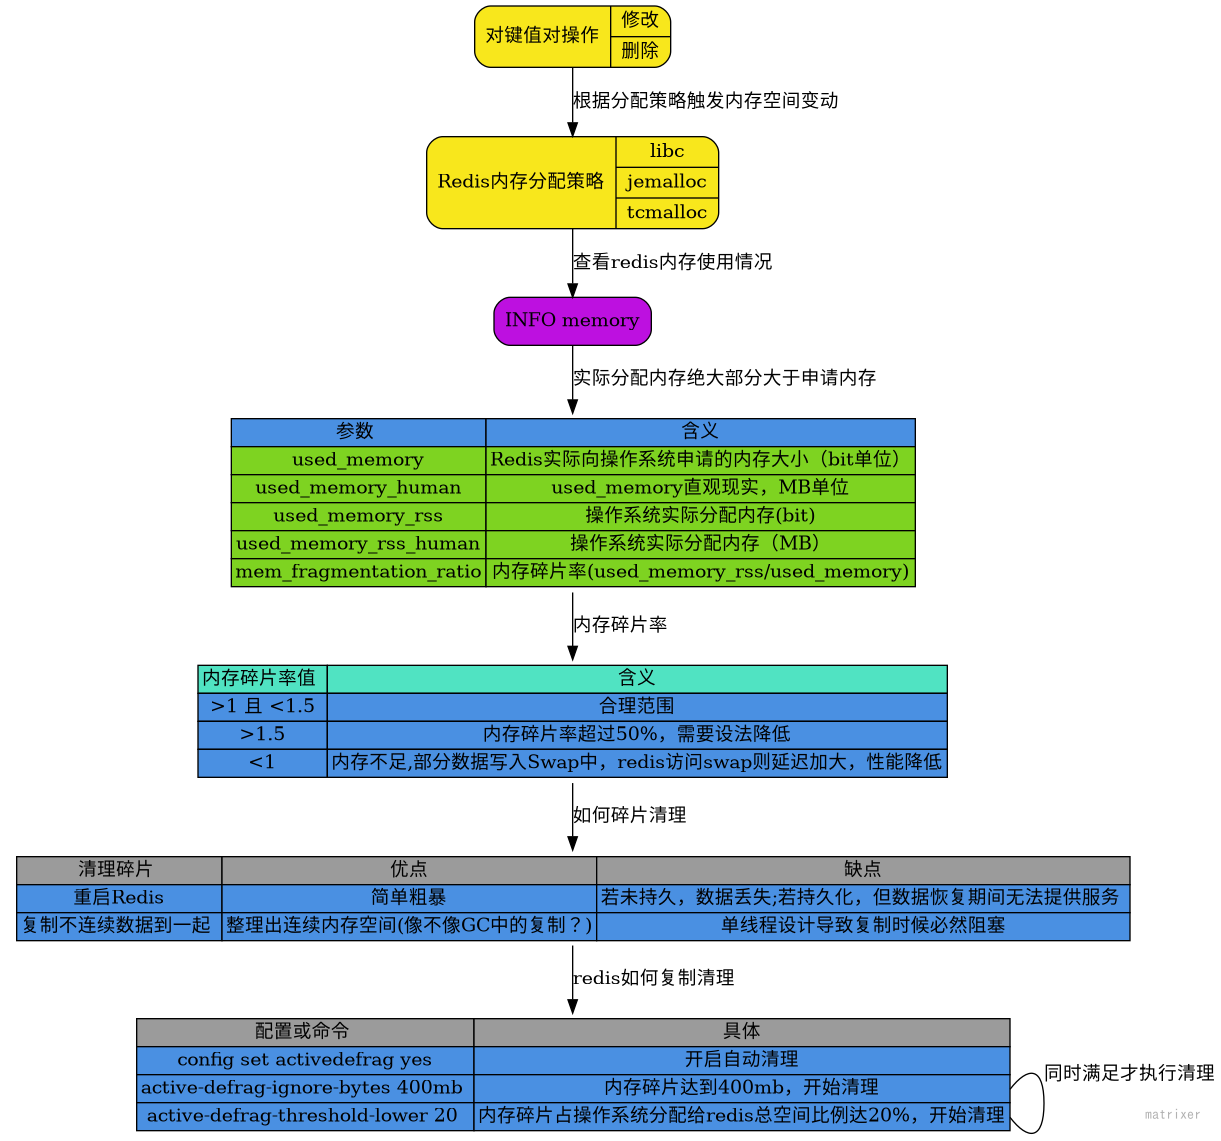 对键值对操作
修改
删除
根据分配策略触发内存空间变动
Redis内存分配策略
libc
jemalloc
tcmalloc
查看redis内存使用情况
INFO memory
实际分配内存绝大部分大于申请内存
参数 含义
used_memory Redis实际向操作系统申请的内存大小（bit单位）
used_memory_human used_memory直观现实，MB单位
used_memory_rss 操作系统实际分配内存(bit)
used_memory_rss_human 操作系统实际分配内存（MB）
mem_fragmentation_ratio 内存碎片率(used_memory_rss/used_memory)
内存碎片率
内存碎片率值 含义
>1 且 <1.5 合理范围
>1.5 内存碎片率超过50%，需要设法降低
<1 内存不足,部分数据写入Swap中，redis访问swap则延迟加大，性能降低
如何碎片清理
清理碎片 优点 缺点
重启Redis 简单粗暴 若未持久，数据丢失;若持久化，但数据恢复期间无法提供服务
复制不连续数据到一起 整理出连续内存空间(像不像GC中的复制？) 单线程设计导致复制时候必然阻塞
redis如何复制清理
配置或命令 具体
config set activedefrag yes 开启自动清理
active-defrag-ignore-bytes 400mb 内存碎片达到400mb，开始清理
active-defrag-threshold-lower 20 内存碎片占操作系统分配给redis总空间比例达20%，开始清理
同时满足才执行清理
matrixer